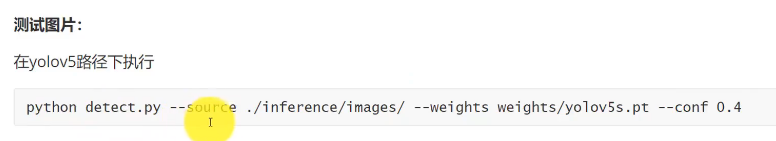 测试图片:
在yolov5路径下执行
python detect.py --source ./inference/images/ --weights weights/yolov5s.pt --conf 0.4